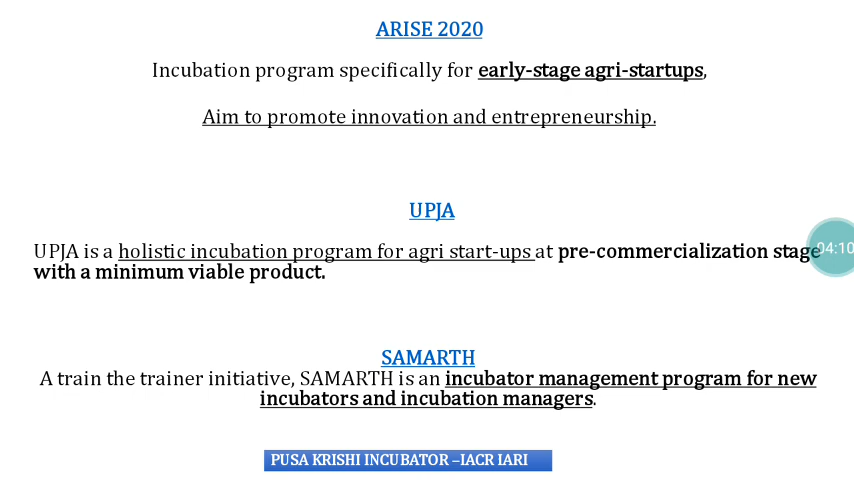 ARISE 2020
Incubation program specifically for early-stage agri-startups,
Aim to promote innovation and entrepreneurship.
UPJA
UPJA is a holistic incubation program for agri start-ups at pre-commercialization stage
04:10
with a minimum viable product.
SAMARTH
A train the trainer initiative, SAMARTH is an incubator management program for new
incubators and incubation managers.
PUSA KRISHI INCUBATOR –IACR IARI